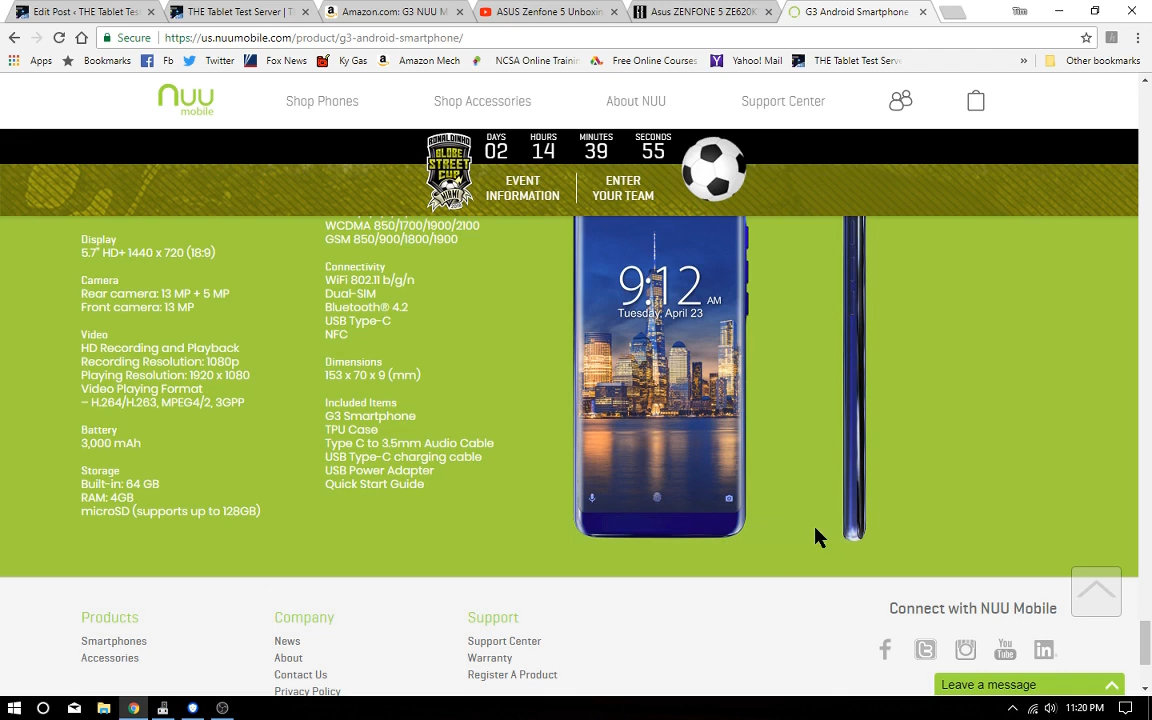 Edit Post ‹ THE Tablet Test
THE Tablet Test Server |
Amazon.com: G3 NUU M
ASUS Zenfone 5 Unboxin
Asus ZENFONE 5 ZE620K
G3 Android Smartphone
Tim
Secure
https://us.nuumobile.com/product/g3-android-smartphone/
Apps
Bookmarks
Fb
Twitter
Fox News
Ky Gas
Amazon Mech
NCSA Online Trainin
Free Online Courses
Yahoo! Mail
THE Tablet Test Serve
»
Other bookmarks
nuu
mobile
Shop Phones
Shop Accessories
About NUU
Support Center
RONALDINHO
GLOBE
STREET
CUP
MIAMI
DAYS
02
HOURS
14
MINUTES
39
SECONDS
55
EVENT
INFORMATION
ENTER
YOUR TEAM
Display
5.7" HD+ 1440 x 720 (18:9)
Camera
Rear camera: 13 MP + 5 MP
Front camera: 13 MP
Video
HD Recording and Playback
Recording Resolution: 1080p
Playing Resolution: 1920 x 1080
Video Playing Format
– H.264/H.263, MPEG4/2, 3GPP
Battery
3,000 mAh
Storage
Built-in: 64 GB
RAM: 4GB
microSD (supports up to 128GB)
WCDMA 850/1700/1900/2100
GSM 850/900/1800/1900
Connectivity
WiFi 802.11 b/g/n
Dual-SIM
Bluetooth® 4.2
USB Type-C
NFC
Dimensions
153 x 70 x 9 (mm)
Included Items
G3 Smartphone
TPU Case
Type C to 3.5mm Audio Cable
USB Type-C charging cable
USB Power Adapter
Quick Start Guide
9:12 AM
Tuesday, April 23
Products
Smartphones
Accessories
Company
News
About
Contact Us
Privacy Policy
Support
Support Center
Warranty
Register A Product
Connect with NUU Mobile
You
Tube
in
Leave a message
11:20 PM